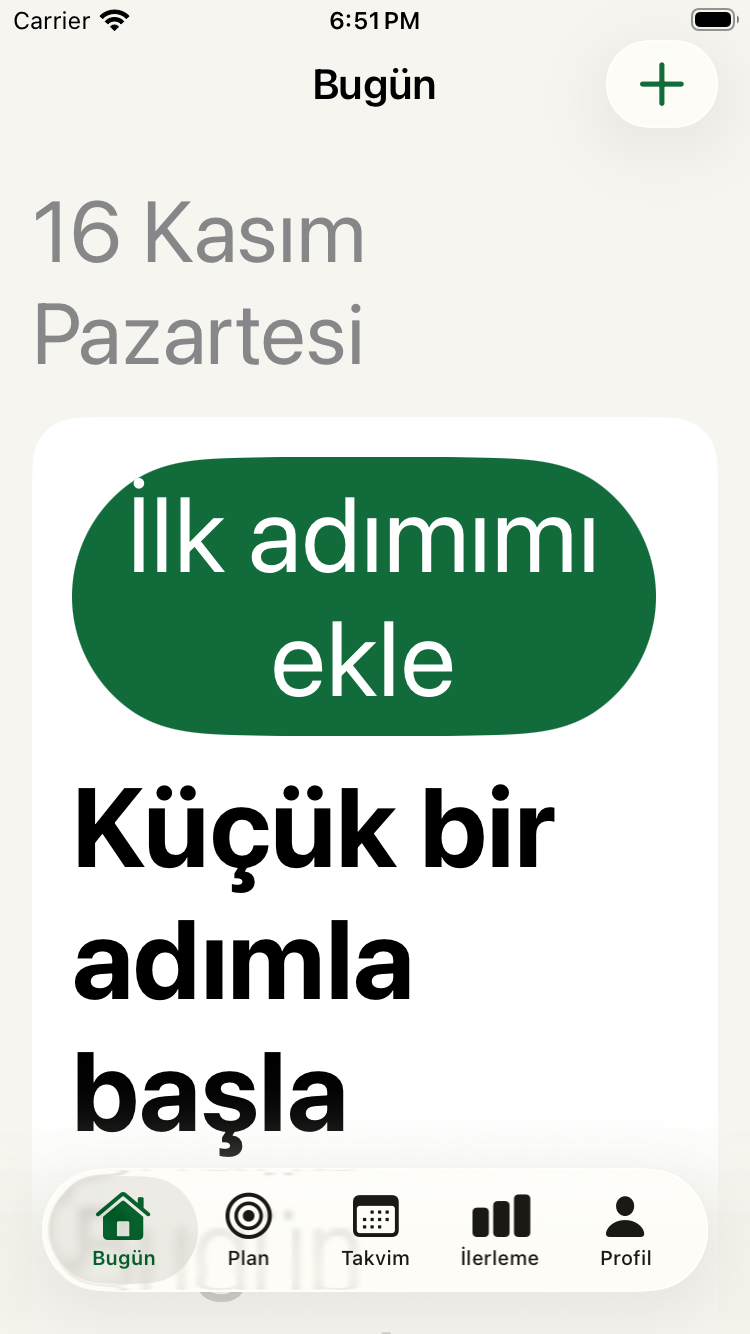 Carrier
6:51 PM
Bugün
16 Kasım
Pazartesi
İlk adımımı
ekle
Küçük bir
adımla
başla
Bugün
Plan
Takvim
İlerleme
Profil